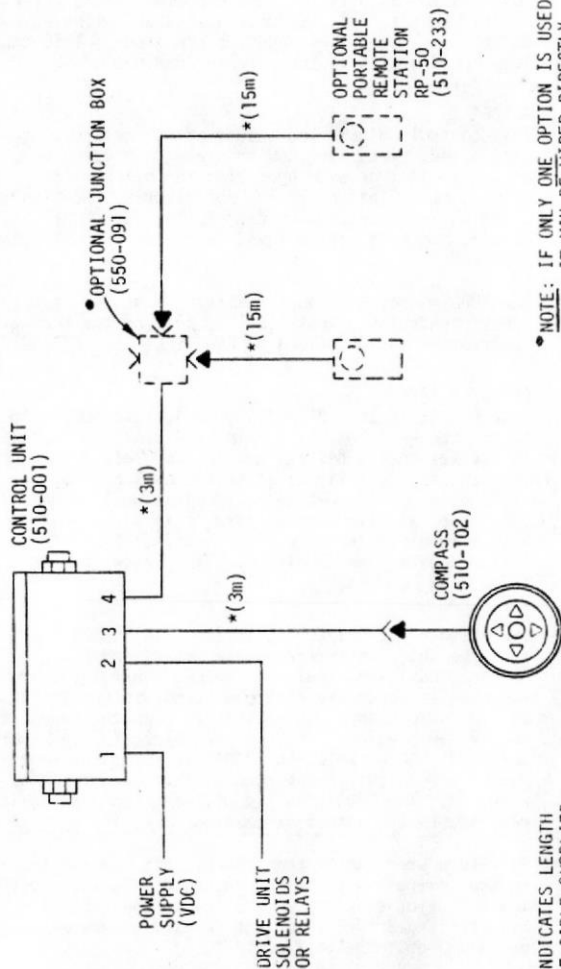 CONTROL UNIT
(510-001)
1 2 3 4
POWER
SUPPLY
(VDC)
DRIVE UNIT
SOLENOIDS
OR RELAYS
*(3m)
*(3m)
COMPASS
(510-102)
OPTIONAL JUNCTION BOX
(550-091)
*(15m)
*(15m)
OPTIONAL
PORTABLE
REMOTE
STATION
RP-50
(510-233)
NDICATES LENGTH
NOTE: IF ONLY ONE OPTION IS USED